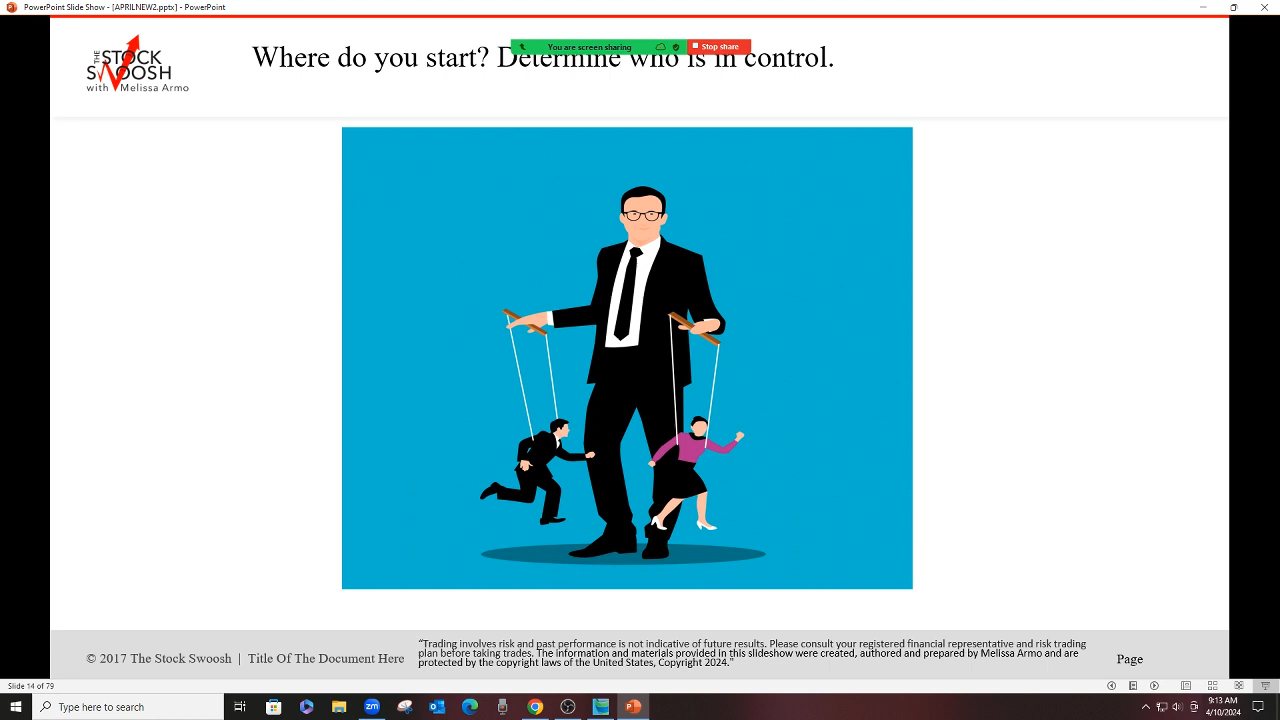 PowerPoint Slide Show - [APRILNEW2.pptx] - PowerPoint
You are screen sharing
Stop share
THE STOCK
SWOOSH
with Melissa Armo
Where do you start? Determine who is in control.
© 2017 The Stock Swoosh | Title Of The Document Here
"Trading involves risk and past performance is not indicative of future results. Please consult your registered financial representative and risk trading
plan before taking trades. The information and materials provided in this slideshow were created, authored and prepared by Melissa Armo and are
protected by the copyright laws of the United States, Copyright 2024."
Page
Slide 14 of 79
Type here to search
9:13 AM
4/10/2024